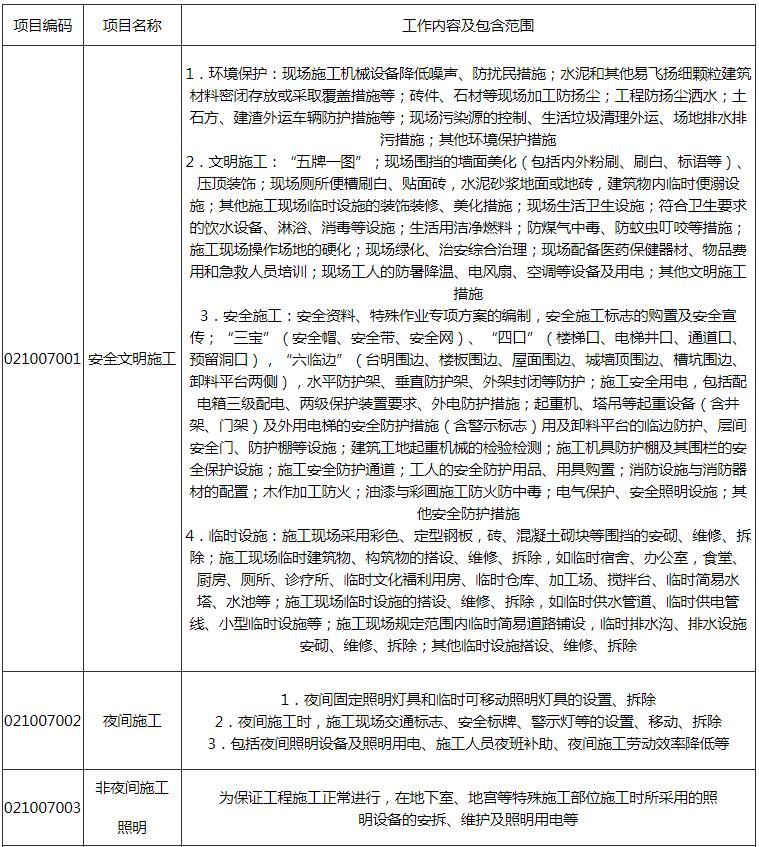 项目编码 项目名称 工作内容及包含范围
1．环境保护：现场施工机械设备降低噪声、防扰民措施；水泥和其他易飞扬细颗粒建筑
材料密闭存放或采取覆盖措施等；砖件、石材等现场加工防扬尘；工程防扬尘洒水；土
石方、建渣外运车辆防护措施等；现场污染源的控制、生活垃圾清理外运、场地排水排
污措施；其他环境保护措施
2．文明施工：“五牌一图”；现场围挡的墙面美化（包括内外粉刷、刷白、标语等）、
压顶装饰；现场厕所便槽刷白、贴面砖，水泥砂浆地面或地砖，建筑物内临时便溺设
施；其他施工现场临时设施的装饰装修、美化措施；现场生活卫生设施；符合卫生要求
的饮水设备、淋浴、消毒等设施；生活用洁净燃料；防煤气中毒、防蚊虫叮咬等措施；
施工现场操作场地的硬化；现场绿化、治安综合治理；现场配备医药保健器材、物品费
用和急救人员培训；现场工人的防暑降温、电风扇、空调等设备及用电；其他文明施工
措施
3．安全施工：安全资料、特殊作业专项方案的编制，安全施工标志的购置及安全宣
传；“三宝”（安全帽、安全带、安全网）、“四口”（楼梯口、电梯井口、通道口、
021007001 安全文明施工 预留洞口），“六临边”（台明围边、楼板围边、屋面围边、城墙顶围边、槽坑围边、
卸料平台两侧），水平防护架、垂直防护架、外架封闭等防护；施工安全用电，包括配
电箱三级配电、两级保护装置要求、外电防护措施；起重机、塔吊等起重设备（含井
架、门架）及外用电梯的安全防护措施（含警示标志）用及卸料平台的临边防护、层间
安全门、防护棚等设施；建筑工地起重机械的检验检测；施工机具防护棚及其围栏的安
全保护设施；施工安全防护通道；工人的安全防护用品、用具购置；消防设施与消防器
材的配置；木作加工防火；油漆与彩画施工防火防中毒；电气保护、安全照明设施；其
他安全防护措施
4．临时设施：施工现场采用彩色、定型钢板，砖、混凝土砌块等围挡的安砌、维修、拆
除；施工现场临时建筑物、构筑物的搭设、维修、拆除，如临时宿舍、办公室，食堂、
厨房、厕所、诊疗所、临时文化福利用房、临时仓库、加工场、搅拌台、临时简易水
塔、水池等；施工现场临时设施的搭设、维修、拆除，如临时供水管道、临时供电管
线、小型临时设施等；施工现场规定范围内临时简易道路铺设，临时排水沟、排水设施
安砌、维修、拆除；其他临时设施搭设、维修、拆除
1．夜间固定照明灯具和临时可移动照明灯具的设置、拆除
021007002 夜间施工 2．夜间施工时，施工现场交通标志、安全标牌、警示灯等的设置、移动、拆除
3．包括夜间照明设备及照明用电、施工人员夜班补助、夜间施工劳动效率降低等
021007003 非夜间施工
照明
为保证工程施工正常进行，在地下室、地宫等特殊施工部位施工时所采用的照
明设备的安拆、维护及照明用电等